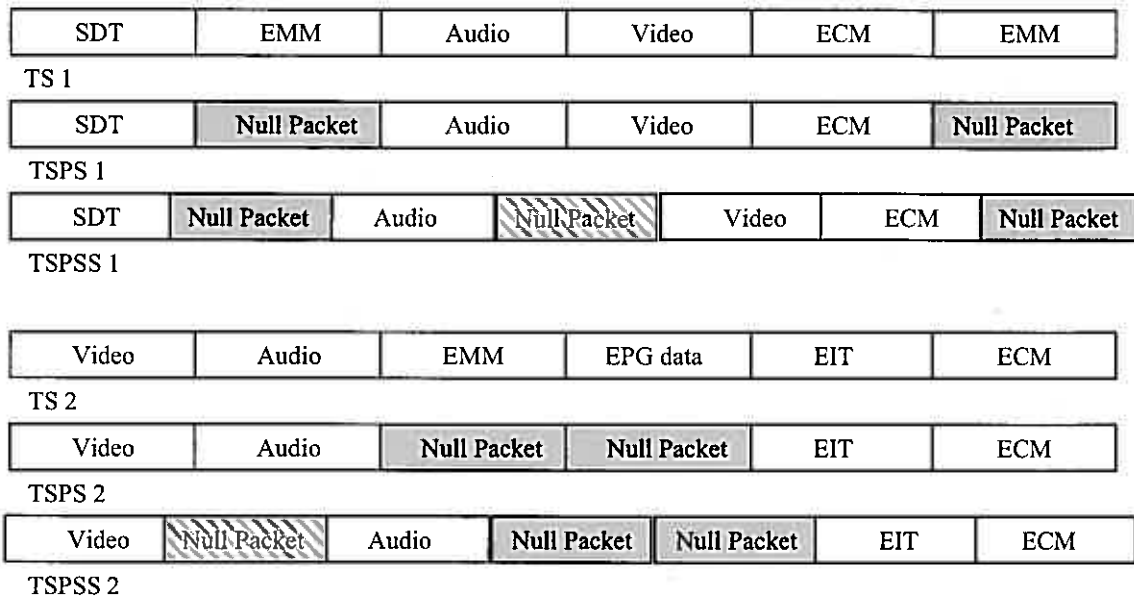 SDT EMM Audio Video ECM EMM
TS 1
SDT Null Packet Audio Video ECM Null Packet
TSPS 1
SDT Null Packet Audio Null Packet Video ECM Null Packet
TSPSS 1
Video Audio EMM EPG data EIT ECM
TS 2
Video Audio Null Packet Null Packet EIT ECM
TSPS 2
Video Null Packet Audio Null Packet Null Packet EIT ECM
TSPSS 2